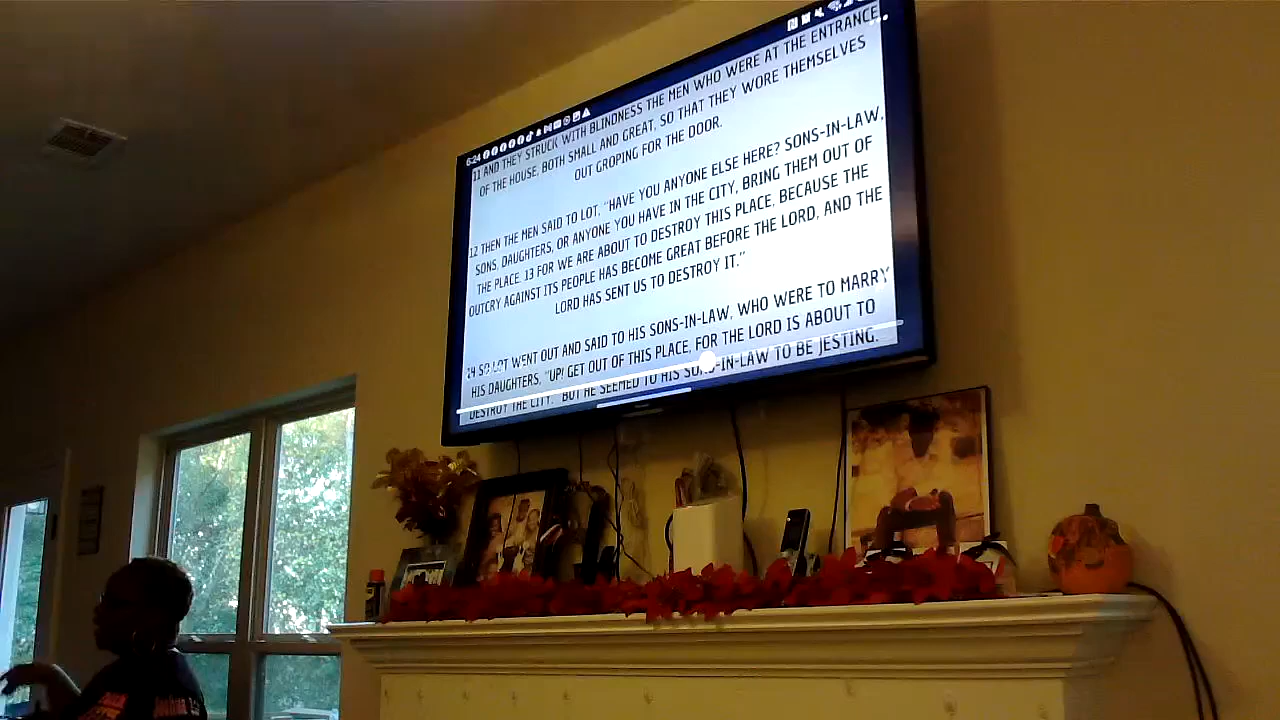 6:24
11 AND THEY STRUCK WITH BLINDNESS THE MEN WHO WERE AT THE ENTRANCE
OF THE HOUSE, BOTH SMALL AND GREAT, SO THAT THEY WORE THEMSELVES
OUT GROPING FOR THE DOOR.
12 THEN THE MEN SAID TO LOT, "HAVE YOU ANYONE ELSE HERE? SONS-IN-LAW,
SONS, DAUGHTERS, OR ANYONE YOU HAVE IN THE CITY, BRING THEM OUT OF
THE PLACE. 13 FOR WE ARE ABOUT TO DESTROY THIS PLACE, BECAUSE THE
OUTCRY AGAINST ITS PEOPLE HAS BECOME GREAT BEFORE THE LORD, AND THE
LORD HAS SENT US TO DESTROY IT."
14 SO LOT WENT OUT AND SAID TO HIS SONS-IN-LAW, WHO WERE TO MARRY
HIS DAUGHTERS, "UP! GET OUT OF THIS PLACE, FOR THE LORD IS ABOUT TO
DESTROY THE CITY." BUT HE SEEMED TO HIS SONS-IN-LAW TO BE JESTING.